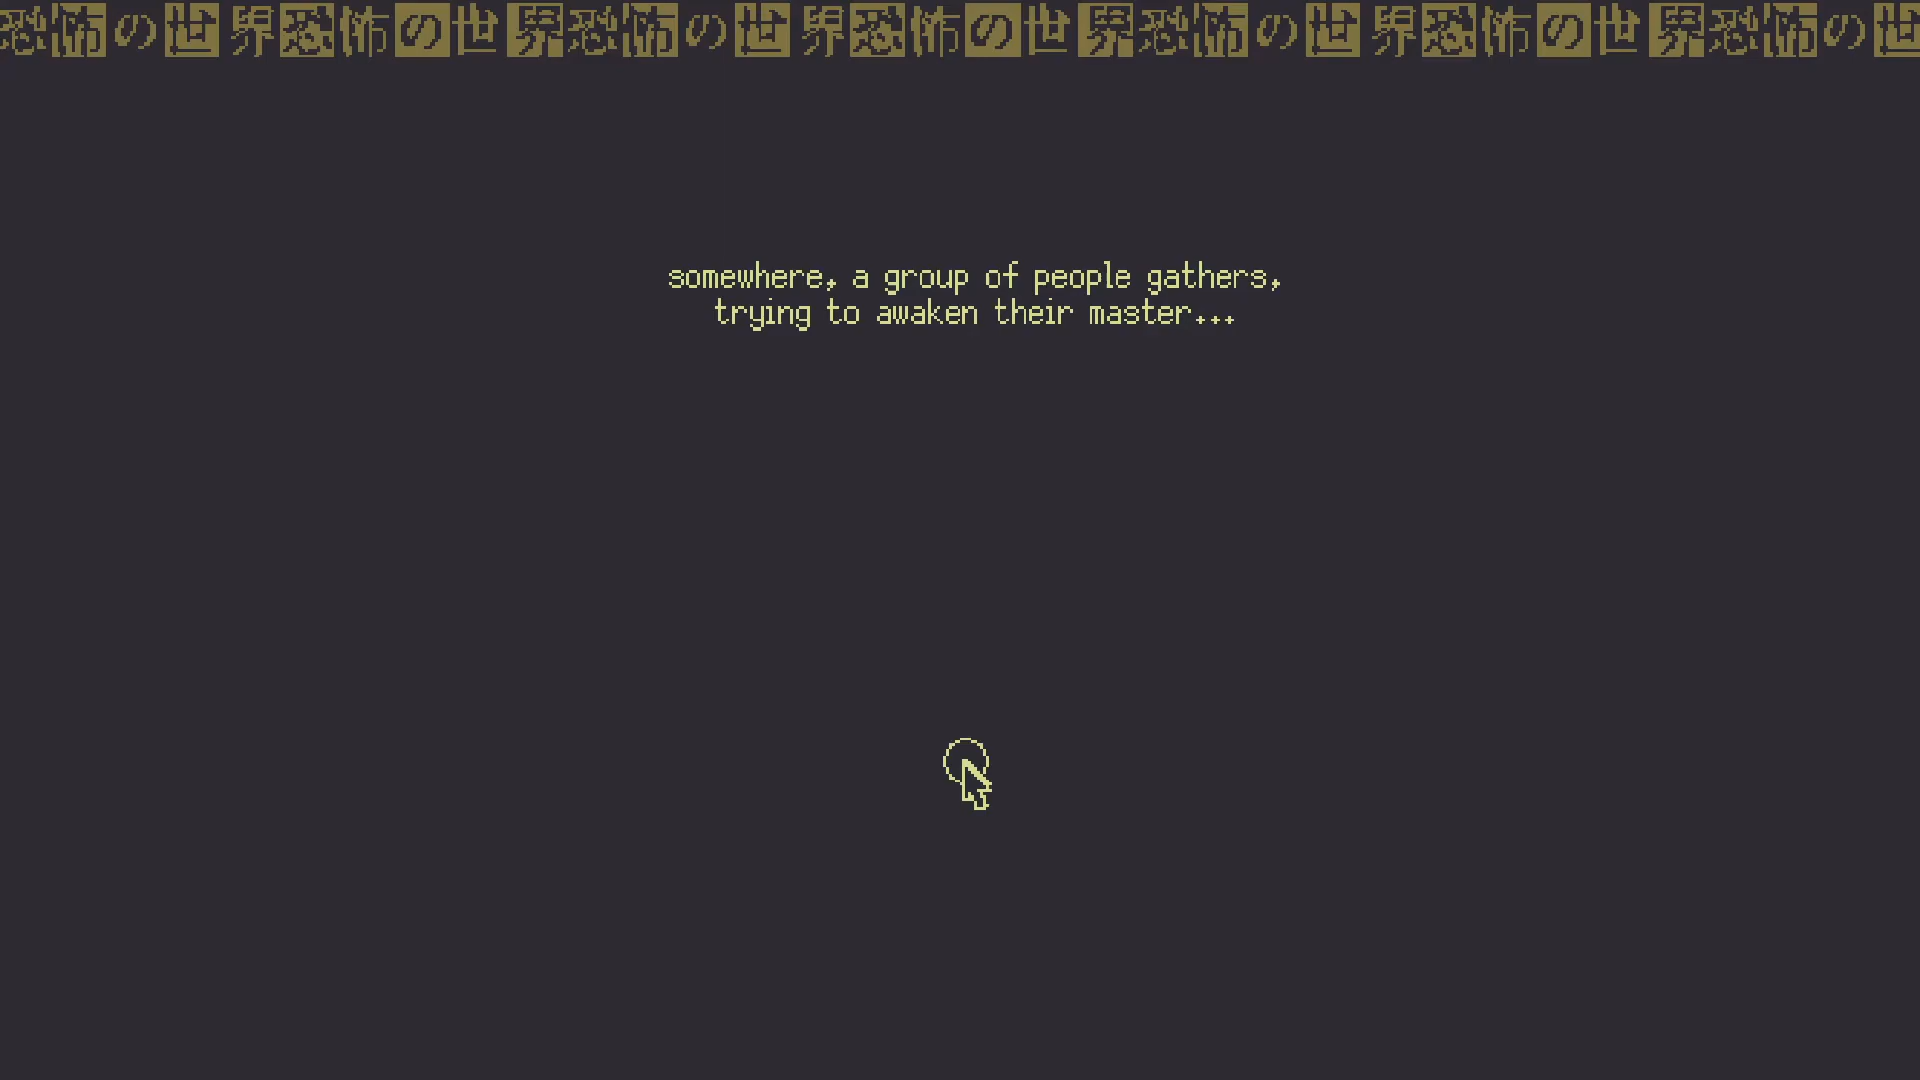 恐怖の世界恐怖の世界恐怖の世界恐怖の世界恐怖の世界恐怖の世界恐怖の世
somewhere, a group of people gathers,
trying to awaken their master...